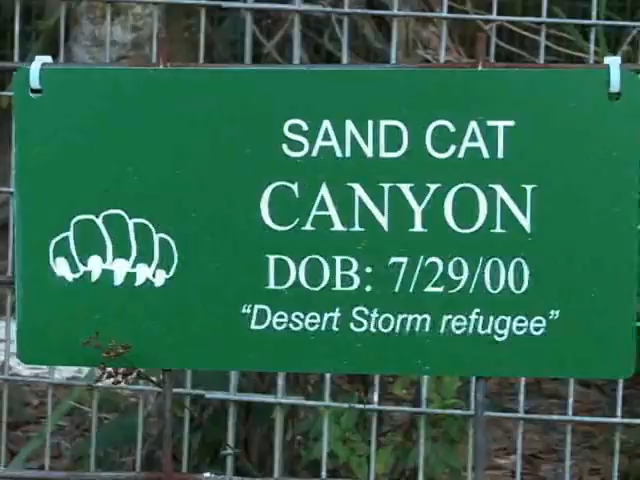 SAND CAT
CANYON
DOB: 7/29/00
“Desert Storm refugee”